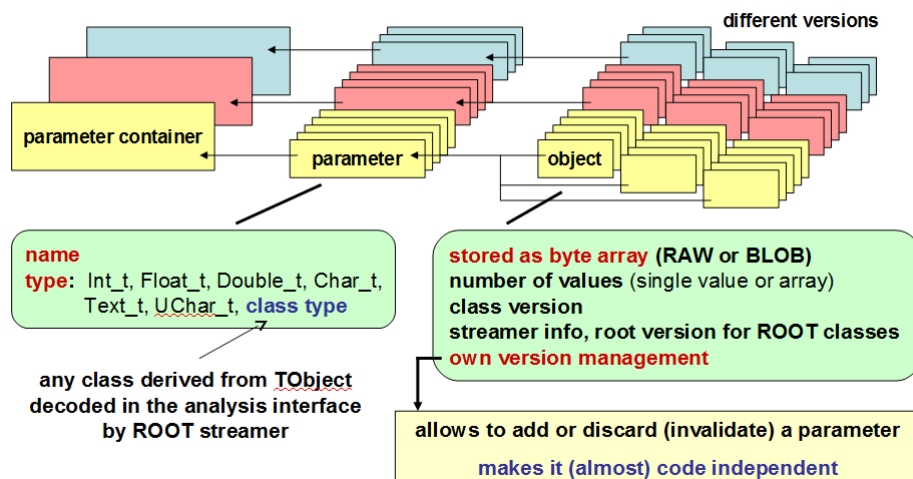 different versions
parameter container
parameter
object
name
type: Int_t, Float_t, Double_t, Char_t,
Text_t, UChar_t, class type
any class derived from TObject
decoded in the analysis interface
by ROOT streamer
stored as byte array (RAW or BLOB)
number of values (single value or array)
class version
streamer info, root version for ROOT classes
own version management
allows to add or discard (invalidate) a parameter
makes it (almost) code independent